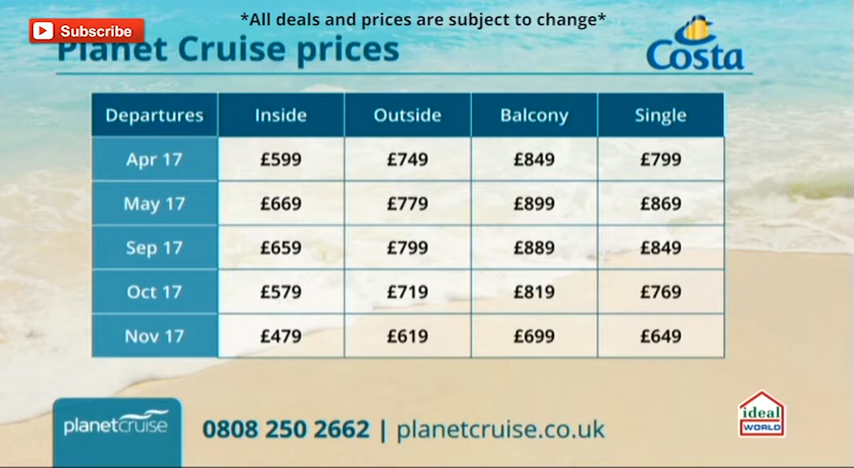 *All deals and prices are subject to change*
Subscribe
Planet Cruise prices
Costa
Departures Inside Outside Balcony Single
Apr 17 £599 £749 £849 £799
May 17 £669 £779 £899 £869
Sep 17 £659 £799 £889 £849
Oct 17 £579 £719 £819 £769
Nov 17 £479 £619 £699 £649
planetcruise 0808 250 2662 | planetcruise.co.uk
ideal
WORLD